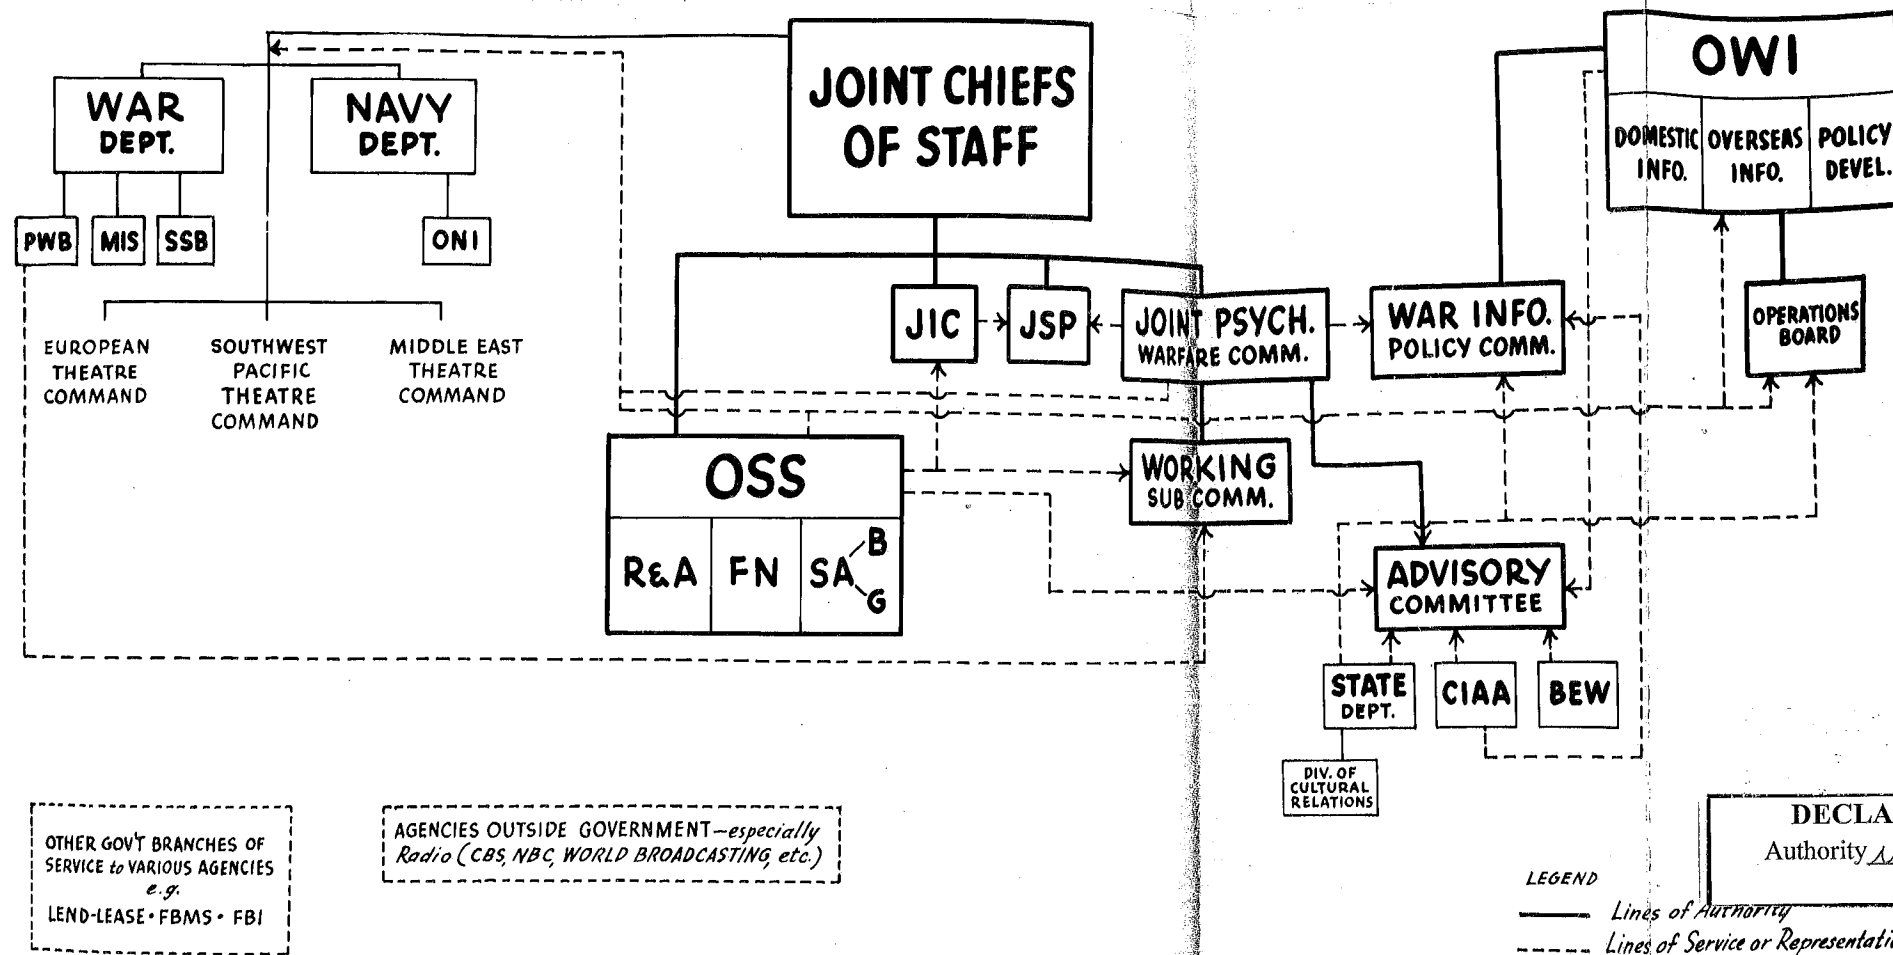 JOINT CHIEFS
OF STAFF
OWI
DOMESTIC
INFO.
OVERSEAS
INFO.
POLICY
DEVEL.
WAR
DEPT.
NAVY
DEPT.
PWB
MIS
SSB
ONI
EUROPEAN
THEATRE
COMMAND
SOUTHWEST
PACIFIC
THEATRE
COMMAND
MIDDLE EAST
THEATRE
COMMAND
JIC
JSP
JOINT PSYCH.
WARFARE COMM.
WAR INFO.
POLICY COMM.
OPERATIONS
BOARD
OSS
R&A
FN
SA
B
G
WORKING
SUB COMM.
ADVISORY
COMMITTEE
STATE
DEPT.
CIAA
BEW
DIV. OF
CULTURAL
RELATIONS
OTHER GOV'T BRANCHES OF
SERVICE to VARIOUS AGENCIES
e.g.
LEND-LEASE • FBMS • FBI
AGENCIES OUTSIDE GOVERNMENT—especially
Radio (CBS, NBC, WORLD BROADCASTING, etc.)
DECLA
Authority
LEGEND
Lines of Authority
Lines of Service or Representati